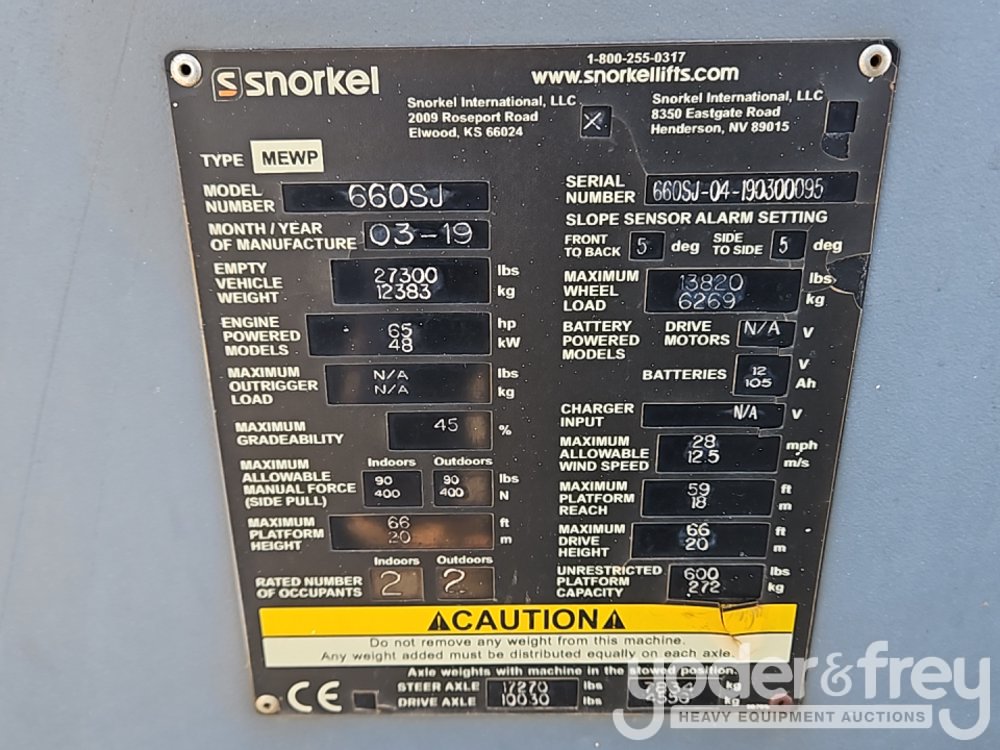 snorkel
1-800-255-0317
www.snorkellifts.com
Snorkel International, LLC
2009 Roseport Road
Elwood, KS 66024
Snorkel International, LLC
8350 Eastgate Road
Henderson, NV 89015
TYPE MEWP
MODEL NUMBER 660SJ
SERIAL NUMBER 660SJ-04-190300095
MONTH / YEAR OF MANUFACTURE 03-19
SLOPE SENSOR ALARM SETTING
FRONT TO BACK 5 deg SIDE TO SIDE 5 deg
EMPTY VEHICLE WEIGHT 27300 lbs
12383 kg
MAXIMUM WHEEL LOAD 13820 lbs
6269 kg
ENGINE POWERED MODELS 65 hp
48 kW
BATTERY POWERED MODELS DRIVE MOTORS N/A V
BATTERIES 12 V
105 Ah
MAXIMUM OUTRIGGER LOAD N/A lbs
N/A kg
CHARGER INPUT N/A V
MAXIMUM GRADEABILITY 45 %
MAXIMUM ALLOWABLE WIND SPEED 28 mph
12.5 m/s
Indoors Outdoors
MAXIMUM ALLOWABLE MANUAL FORCE (SIDE PULL) 90 90 lbs
400 400 N
MAXIMUM PLATFORM REACH 59 ft
18 m
MAXIMUM PLATFORM HEIGHT 66 ft
20 m
MAXIMUM DRIVE HEIGHT 66 ft
20 m
Indoors Outdoors
RATED NUMBER OF OCCUPANTS 2 2
UNRESTRICTED PLATFORM CAPACITY 600 lbs
272 kg
CAUTION
Do not remove any weight from this machine.
Any weight added must be distributed equally on each axle.
Axle weights with machine in the stowed position.
CE
STEER AXLE 17270 lbs kg
DRIVE AXLE 10030 lbs kg
yoder&frey
HEAVY EQUIPMENT AUCTIONS